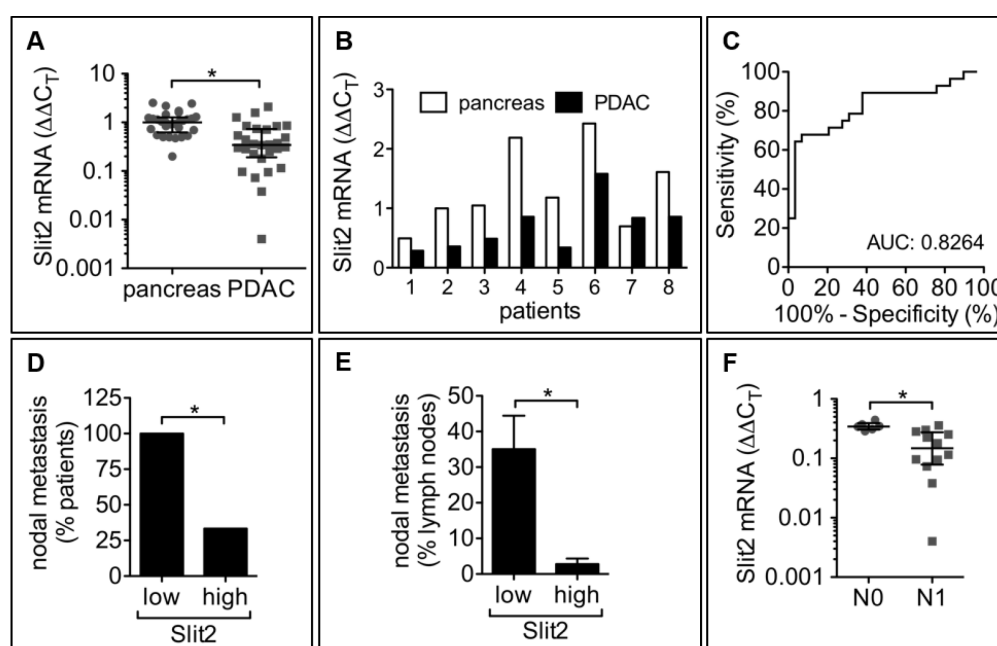 A
Slit2 mRNA (ΔΔCT)
10
1
0.1
0.01
0.001
*
pancreas PDAC
B
Slit2 mRNA (ΔΔCT)
3
2
1
0
pancreas PDAC
1 2 3 4 5 6 7 8
patients
C
Sensitivity (%)
100
80
60
40
20
0
AUC: 0.8264
0 20 40 60 80 100
100% - Specificity (%)
D
nodal metastasis
(% patients)
125
100
75
50
25
0
*
low high
Slit2
E
nodal metastasis
(% lymph nodes)
50
40
30
20
10
0
*
low high
Slit2
F
Slit2 mRNA (ΔΔCT)
1
0.1
0.01
0.001
*
N0 N1